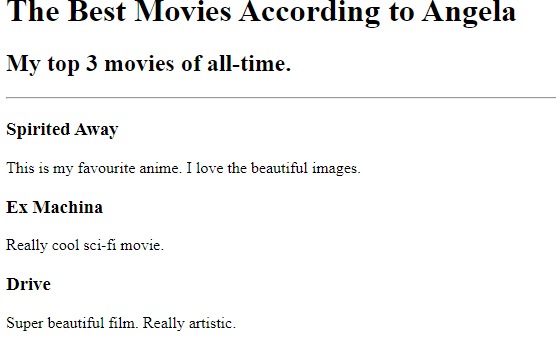 The Best Movies According to Angela
My top 3 movies of all-time.
Spirited Away
This is my favourite anime. I love the beautiful images.
Ex Machina
Really cool sci-fi movie.
Drive
Super beautiful film. Really artistic.